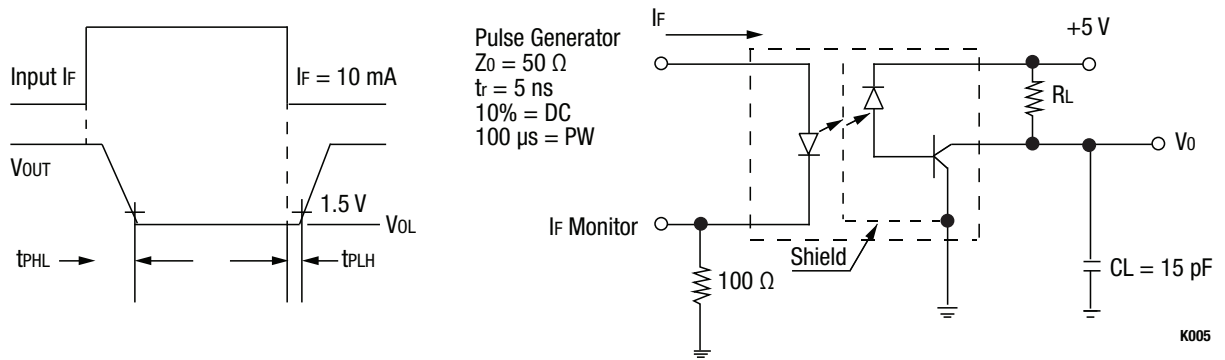 Input IF
IF = 10 mA
VOUT
1.5 V
VOL
tPHL
tPLH
Pulse Generator
Z0 = 50 Ω
tr = 5 ns
10% = DC
100 µs = PW
IF
+5 V
RL
V0
IF Monitor
100 Ω
Shield
CL = 15 pF
K005